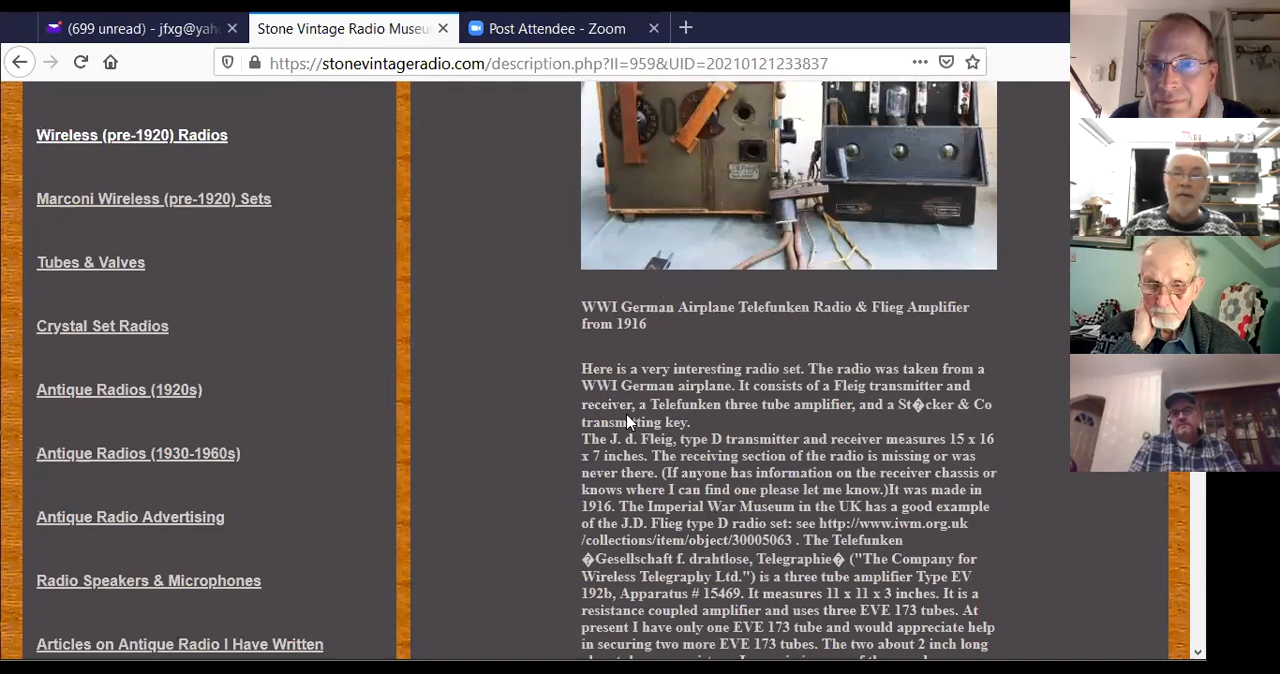 (699 unread) - jfxg@yah
Stone Vintage Radio Museu
Post Attendee - Zoom
https://stonevintageradio.com/description.php?II=959&UID=20210121233837
Wireless (pre-1920) Radios
Marconi Wireless (pre-1920) Sets
Tubes & Valves
Crystal Set Radios
Antique Radios (1920s)
Antique Radios (1930-1960s)
Antique Radio Advertising
Radio Speakers & Microphones
Articles on Antique Radio I Have Written
WWI German Airplane Telefunken Radio & Flieg Amplifier
from 1916
Here is a very interesting radio set. The radio was taken from a
WWI German airplane. It consists of a Fleig transmitter and
receiver, a Telefunken three tube amplifier, and a St�cker & Co
transmitting key.
The J. d. Fleig, type D transmitter and receiver measures 15 x 16
x 7 inches. The receiving section of the radio is missing or was
never there. (If anyone has information on the receiver chassis or
knows where I can find one please let me know.)It was made in
1916. The Imperial War Museum in the UK has a good example
of the J.D. Flieg type D radio set: see http://www.iwm.org.uk
/collections/item/object/30005063 . The Telefunken
�Gesellschaft f. drahtlose, Telegraphie� ("The Company for
Wireless Telegraphy Ltd.") is a three tube amplifier Type EV
192b, Apparatus # 15469. It measures 11 x 11 x 3 inches. It is a
resistance coupled amplifier and uses three EVE 173 tubes. At
present I have only one EVE 173 tube and would appreciate help
in securing two more EVE 173 tubes. The two about 2 inch long